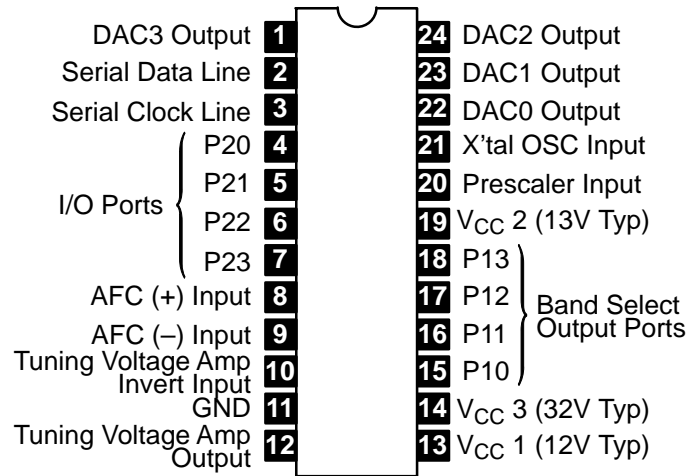 DAC3 Output 1
Serial Data Line 2
Serial Clock Line 3
I/O Ports
P20 4
P21 5
P22 6
P23 7
AFC (+) Input 8
AFC (–) Input 9
Tuning Voltage Amp
Invert Input 10
GND 11
Tuning Voltage Amp
Output 12
24 DAC2 Output
23 DAC1 Output
22 DAC0 Output
21 X'tal OSC Input
20 Prescaler Input
19 VCC 2 (13V Typ)
18 P13
17 P12
16 P11
15 P10
Band Select
Output Ports
14 VCC 3 (32V Typ)
13 VCC 1 (12V Typ)